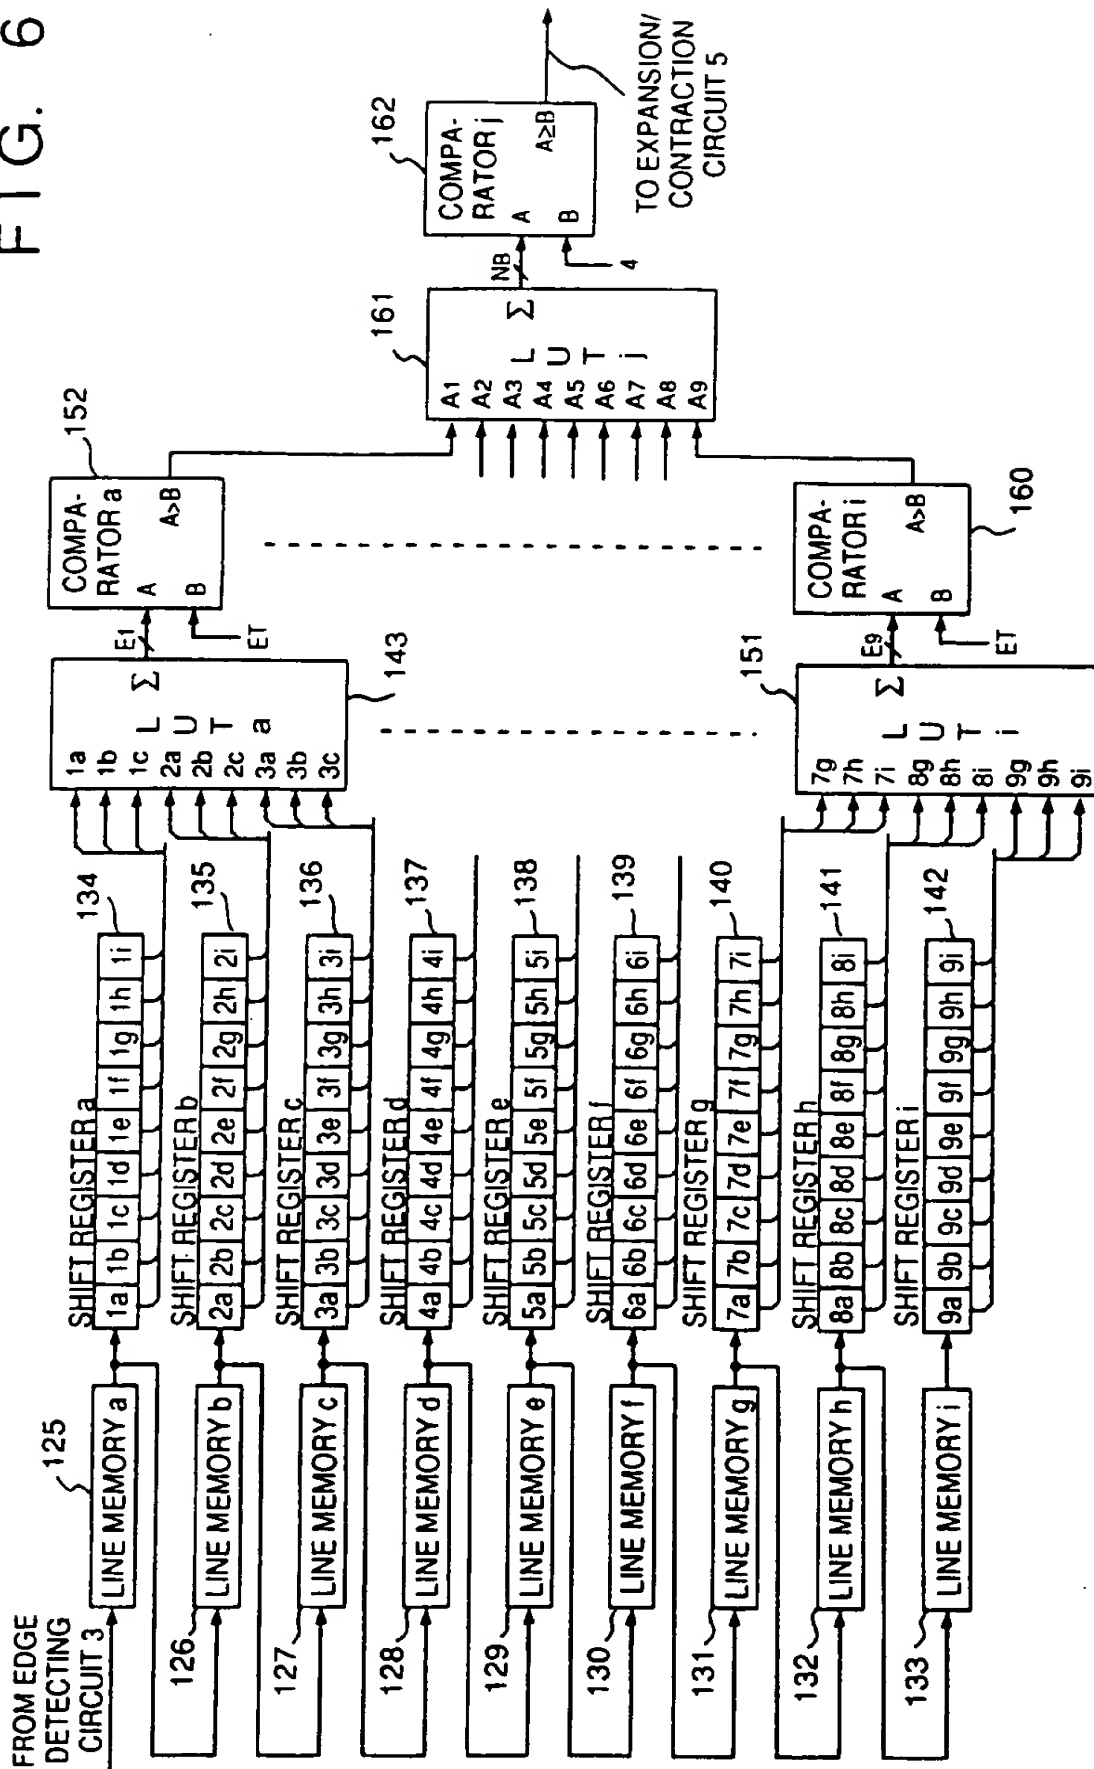 FIG. 6
FROM EDGE
DETECTING
CIRCUIT 3
125
LINE MEMORY a
126
LINE MEMORY b
127
LINE MEMORY c
128
LINE MEMORY d
129
LINE MEMORY e
130
LINE MEMORY f
131
LINE MEMORY g
132
LINE MEMORY h
133
LINE MEMORY i
SHIFT REGISTER a
134
1a 1b 1c 1d 1e 1f 1g 1h 1i
SHIFT REGISTER b
135
2a 2b 2c 2d 2e 2f 2g 2h 2i
SHIFT REGISTER c
136
3a 3b 3c 3d 3e 3f 3g 3h 3i
SHIFT REGISTER d
137
4a 4b 4c 4d 4e 4f 4g 4h 4i
SHIFT REGISTER e
138
5a 5b 5c 5d 5e 5f 5g 5h 5i
SHIFT REGISTER f
139
6a 6b 6c 6d 6e 6f 6g 6h 6i
SHIFT REGISTER g
140
7a 7b 7c 7d 7e 7f 7g 7h 7i
SHIFT REGISTER h
141
8a 8b 8c 8d 8e 8f 8g 8h 8i
SHIFT REGISTER i
142
9a 9b 9c 9d 9e 9f 9g 9h 9i
1a
1b
1c
2a
2b
2c
3a
3b
3c
L
U
T
a
Σ
143
E1
ET
7g
7h
7i
8g
8h
8i
9g
9h
9i
L
U
T
i
Σ
151
E9
ET
COMPA-
RATOR a
A
B
A>B
152
COMPA-
RATOR i
A
B
A>B
160
A1
A2
A3
A4
A5
A6
A7
A8
A9
L
U
T
j
Σ
161
NB
4
COMPA-
RATOR j
A
B
A≥B
162
TO EXPANSION/
CONTRACTION
CIRCUIT 5